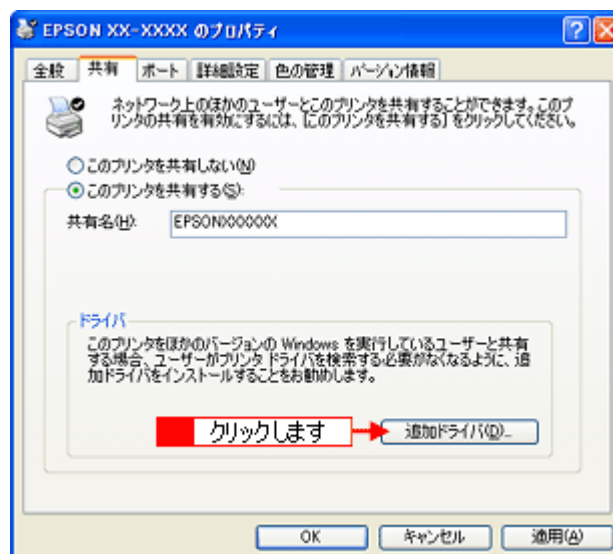 EPSON XX-XXXX のプロパティ
全般 共有 ポート 詳細設定 色の管理 バージョン情報
ネットワーク上のほかのユーザーとこのプリンタを共有することができます。このプ
リンタの共有を有効にするには、[このプリンタを共有する] をクリックしてください。
このプリンタを共有しない(N)
このプリンタを共有する(S):
共有名(H): EPSONXXXXXX
ドライバ
このプリンタをほかのバージョンの Windows を実行しているユーザーと共有
する場合、ユーザーがプリンタ ドライバを検索する必要がなくなるように、追
加ドライバをインストールすることをお勧めします。
クリックします 追加ドライバ(D)...
OK キャンセル 適用(A)